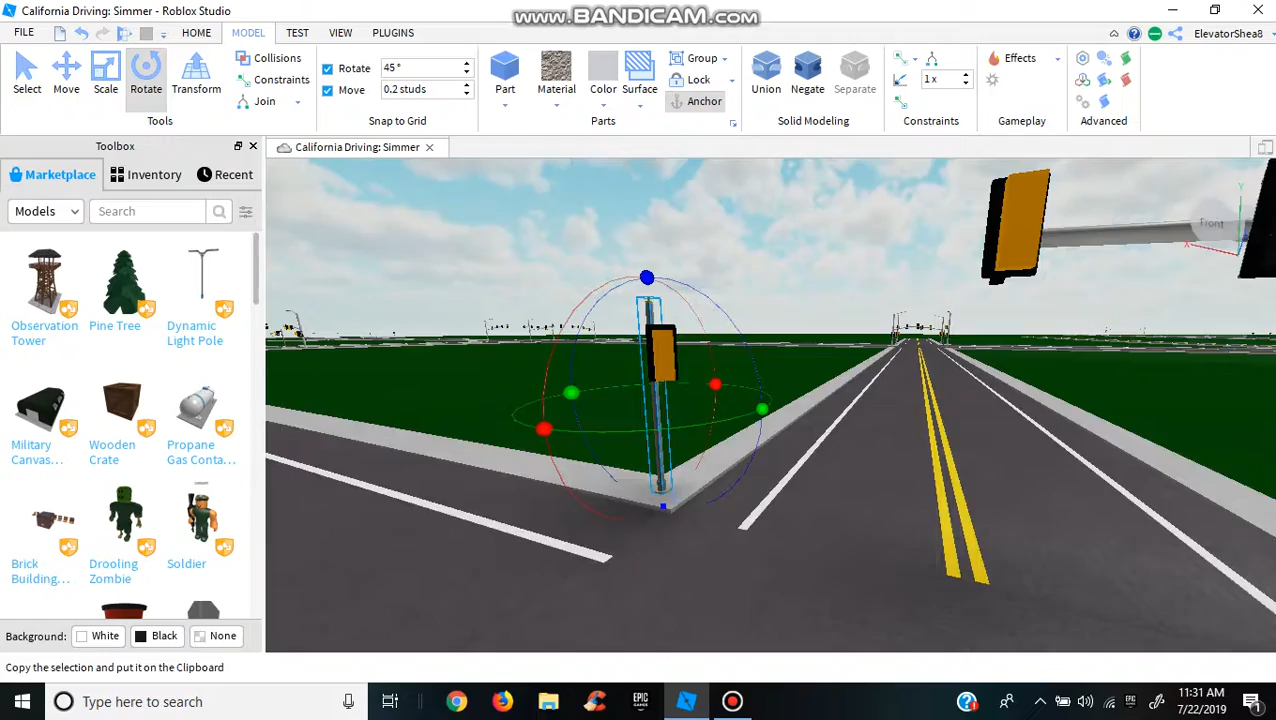 California Driving: Simmer - Roblox Studio
www.BANDICAM.com
FILE
HOME
MODEL
TEST
VIEW
PLUGINS
ElevatorShea8
Select
Move
Scale
Rotate
Transform
Tools
Collisions
Constraints
Join
Rotate
45 °
Move
0.2 studs
Snap to Grid
Part
Material
Color
Surface
Group
Lock
Anchor
Parts
Union
Negate
Separate
Solid Modeling
1 x
Constraints
Effects
Gameplay
Advanced
Toolbox
California Driving: Simmer
Marketplace
Inventory
Recent
Models
Search
Observation
Tower
Pine Tree
Dynamic
Light Pole
Military
Canvas...
Wooden
Crate
Propane
Gas Conta...
Brick
Building...
Drooling
Zombie
Soldier
Background:
White
Black
None
Front
Y
X
Copy the selection and put it on the Clipboard
Type here to search
EPIC
GAMES
11:31 AM
7/22/2019
1